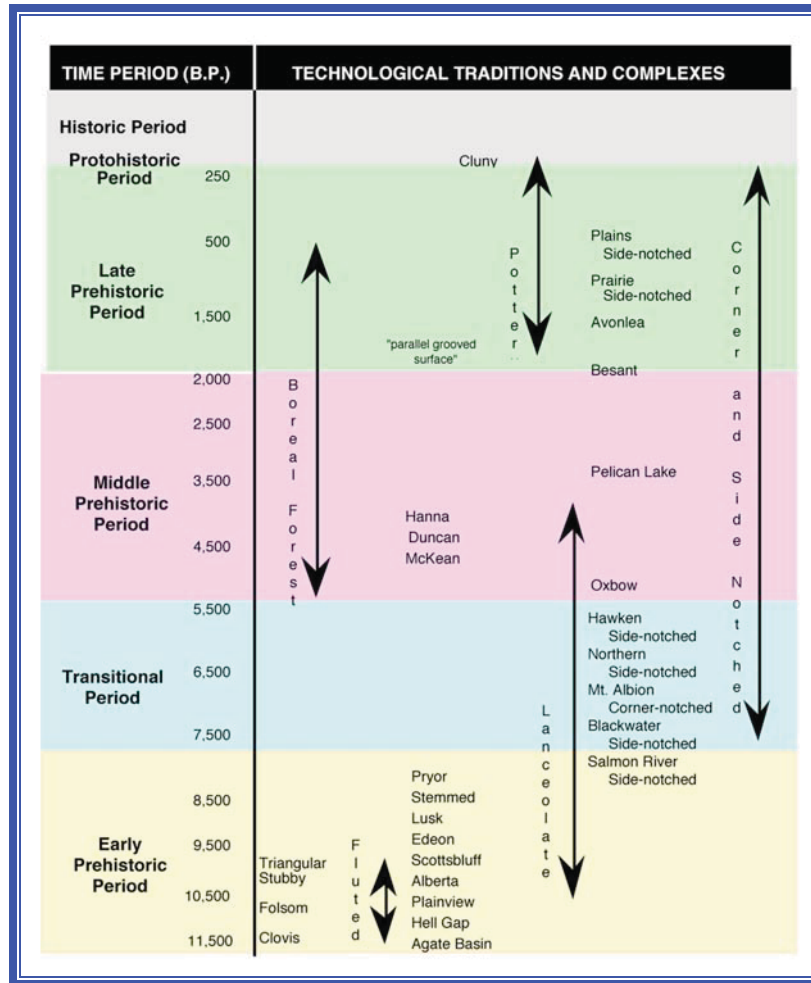 TIME PERIOD (B.P.)
TECHNOLOGICAL TRADITIONS AND COMPLEXES
Historic Period
Protohistoric
Period
250
Cluny
500
Late
Prehistoric
Period
1,500
Potter
Plains
Side-notched
Prairie
Side-notched
Avonlea
"parallel grooved
surface"
Besant
Corner and Side Notched
2,000
2,500
Middle
Prehistoric
Period
3,500
4,500
Boreal Forest
Pelican Lake
Hanna
Duncan
McKean
Oxbow
5,500
Transitional
Period
6,500
7,500
Hawken
Side-notched
Northern
Side-notched
Mt. Albion
Corner-notched
Blackwater
Side-notched
Salmon River
Side-notched
Lanceolate
8,500
Early
Prehistoric
Period
9,500
10,500
11,500
Triangular
Stubby
Folsom
Clovis
Fluted
Pryor
Stemmed
Lusk
Edeon
Scottsbluff
Alberta
Plainview
Hell Gap
Agate Basin